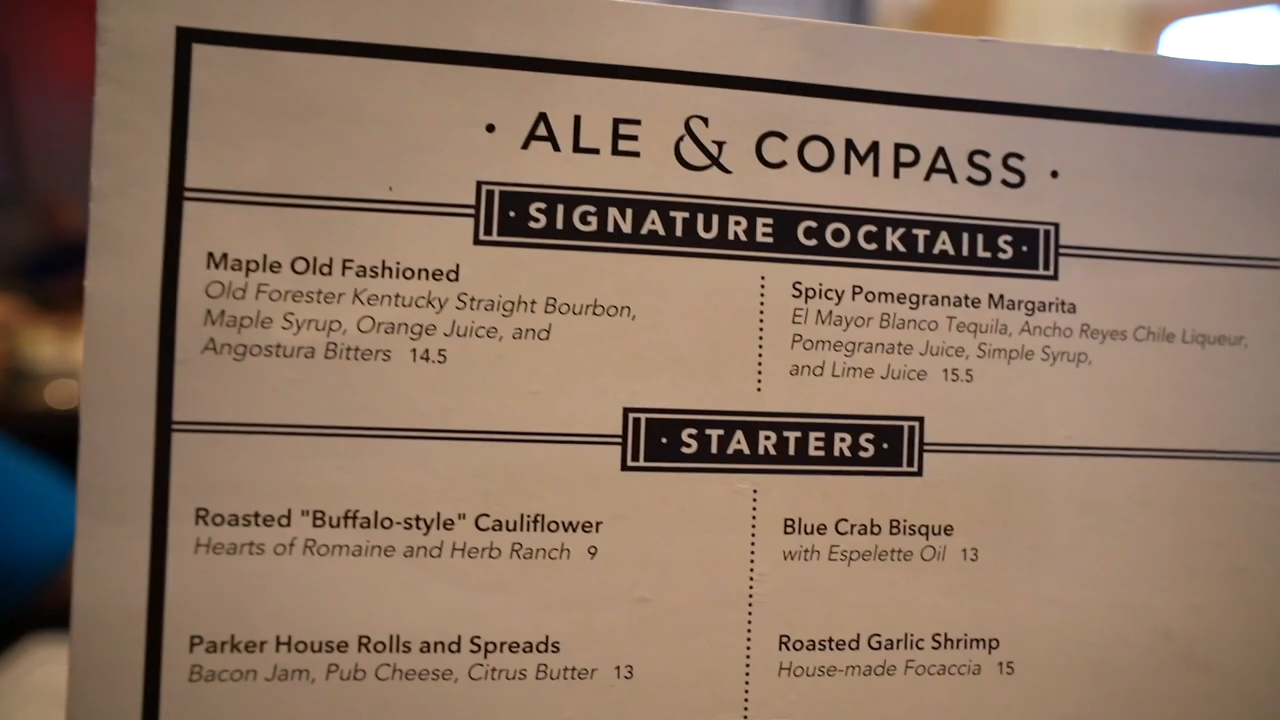 · ALE & COMPASS ·
· SIGNATURE COCKTAILS ·
Maple Old Fashioned
Old Forester Kentucky Straight Bourbon,
Maple Syrup, Orange Juice, and
Angostura Bitters 14.5
Spicy Pomegranate Margarita
El Mayor Blanco Tequila, Ancho Reyes Chile Liqueur,
Pomegranate Juice, Simple Syrup,
and Lime Juice 15.5
· STARTERS ·
Roasted "Buffalo-style" Cauliflower
Hearts of Romaine and Herb Ranch 9
Blue Crab Bisque
with Espelette Oil 13
Parker House Rolls and Spreads
Bacon Jam, Pub Cheese, Citrus Butter 13
Roasted Garlic Shrimp
House-made Focaccia 15